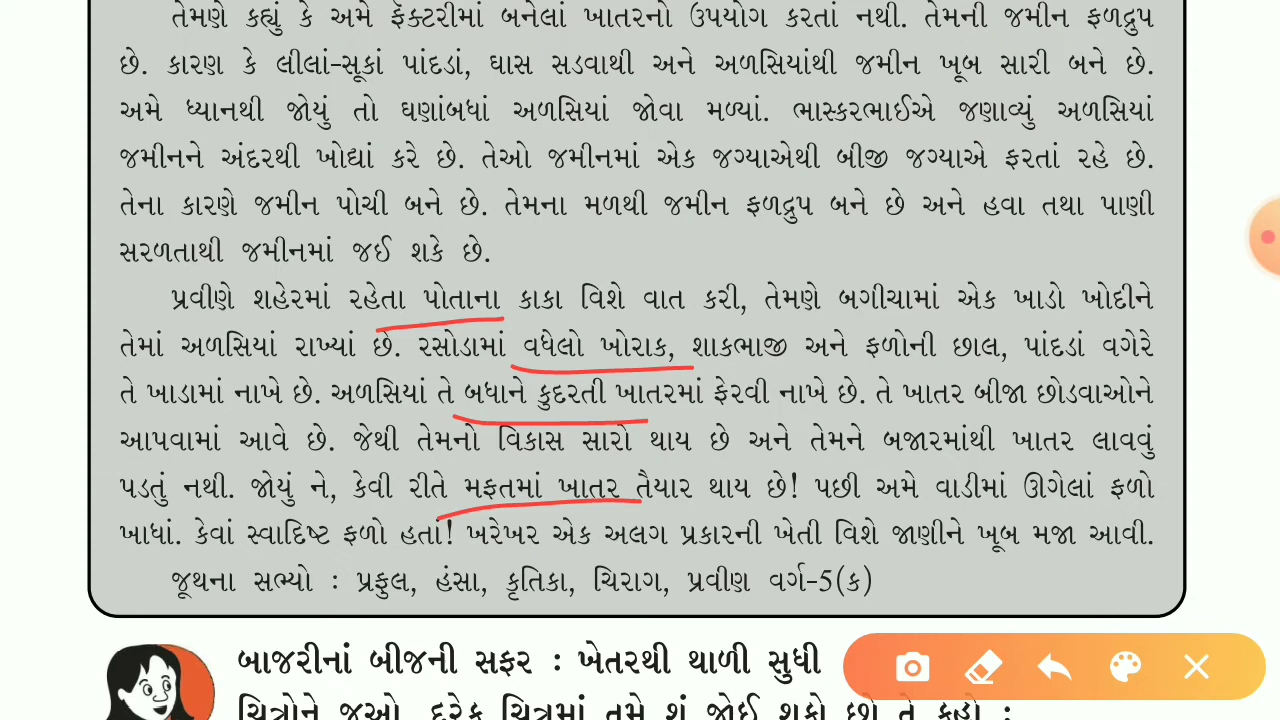 તેમણે કહ્યું કે અમે ફૅક્ટરીમાં બનેલાં ખાતરનો ઉપયોગ કરતાં નથી. તેમની જમીન ફળદ્રુપ
છે. કારણ કે લીલાં-સૂકાં પાંદડાં, ઘાસ સડવાથી અને અળસિયાંથી જમીન ખૂબ સારી બને છે.
અમે ધ્યાનથી જોયું તો ઘણાંબધાં અળસિયાં જોવા મળ્યાં. ભાસ્કરભાઈએ જણાવ્યું અળસિયાં
જમીનને અંદરથી ખોદ્યાં કરે છે. તેઓ જમીનમાં એક જગ્યાએથી બીજી જગ્યાએ ફરતાં રહે છે.
તેના કારણે જમીન પોચી બને છે. તેમના મળથી જમીન ફળદ્રુપ બને છે અને હવા તથા પાણી
સરળતાથી જમીનમાં જઈ શકે છે.
પ્રવીણે શહેરમાં રહેતા પોતાના કાકા વિશે વાત કરી, તેમણે બગીચામાં એક ખાડો ખોદીને
તેમાં અળસિયાં રાખ્યાં છે. રસોડામાં વધેલો ખોરાક, શાકભાજી અને ફળોની છાલ, પાંદડાં વગેરે
તે ખાડામાં નાખે છે. અળસિયાં તે બધાને કુદરતી ખાતરમાં ફેરવી નાખે છે. તે ખાતર બીજા છોડવાઓને
આપવામાં આવે છે. જેથી તેમનો વિકાસ સારો થાય છે અને તેમને બજારમાંથી ખાતર લાવવું
પડતું નથી. જોયું ને, કેવી રીતે મફતમાં ખાતર તૈયાર થાય છે! પછી અમે વાડીમાં ઊગેલાં ફળો
ખાધાં. કેવાં સ્વાદિષ્ટ ફળો હતાં! ખરેખર એક અલગ પ્રકારની ખેતી વિશે જાણીને ખૂબ મજા આવી.
જૂથના સભ્યો : પ્રફુલ, હંસા, કૃતિકા, ચિરાગ, પ્રવીણ વર્ગ-5(ક)
બાજરીનાં બીજની સફર : ખેતરથી થાળી સુધી
ચિત્રોને જુઓ. દરેક ચિત્રમાં તમે શું જોઈ શકો છો તે કહો :